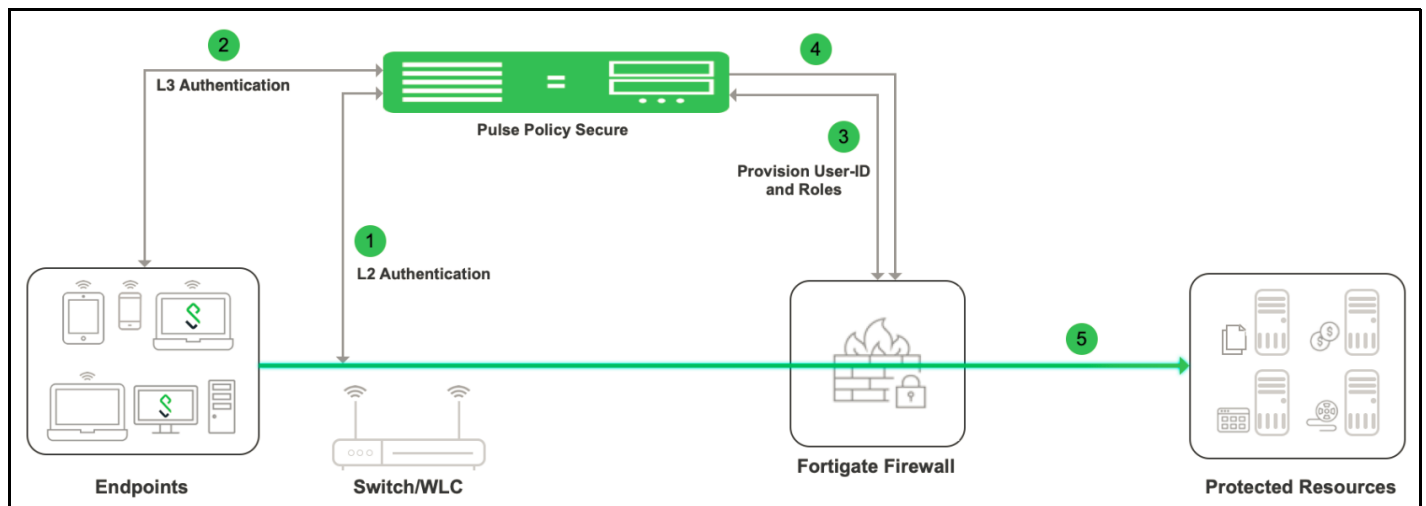 2
L3 Authentication
4
Pulse Policy Secure
3
Provision User-ID
and Roles
1
L2 Authentication
$
$
5
Endpoints
Switch/WLC
Fortigate Firewall
Protected Resources